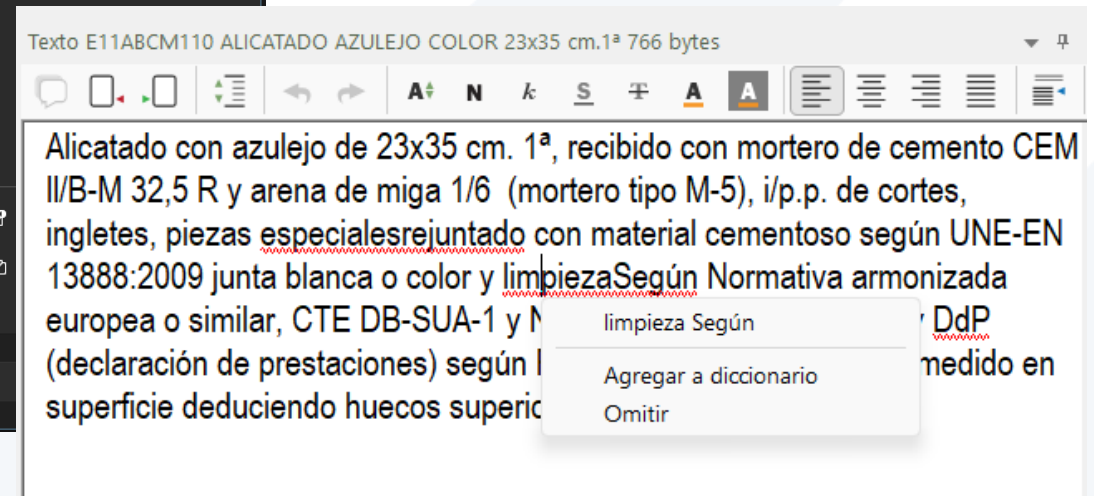 Texto E11ABCM110 ALICATADO AZULEJO COLOR 23x35 cm.1ª 766 bytes
A N k S T A A
Alicatado con azulejo de 23x35 cm. 1ª, recibido con mortero de cemento CEM
II/B-M 32,5 R y arena de miga 1/6 (mortero tipo M-5), i/p.p. de cortes,
ingletes, piezas especialesrejuntado con material cementoso según UNE-EN
13888:2009 junta blanca o color y limpiezaSegún Normativa armonizada
europea o similar, CTE DB-SUA-1 y DdP
(declaración de prestaciones) según medido en
superficie deduciendo huecos
limpieza Según
Agregar a diccionario
Omitir